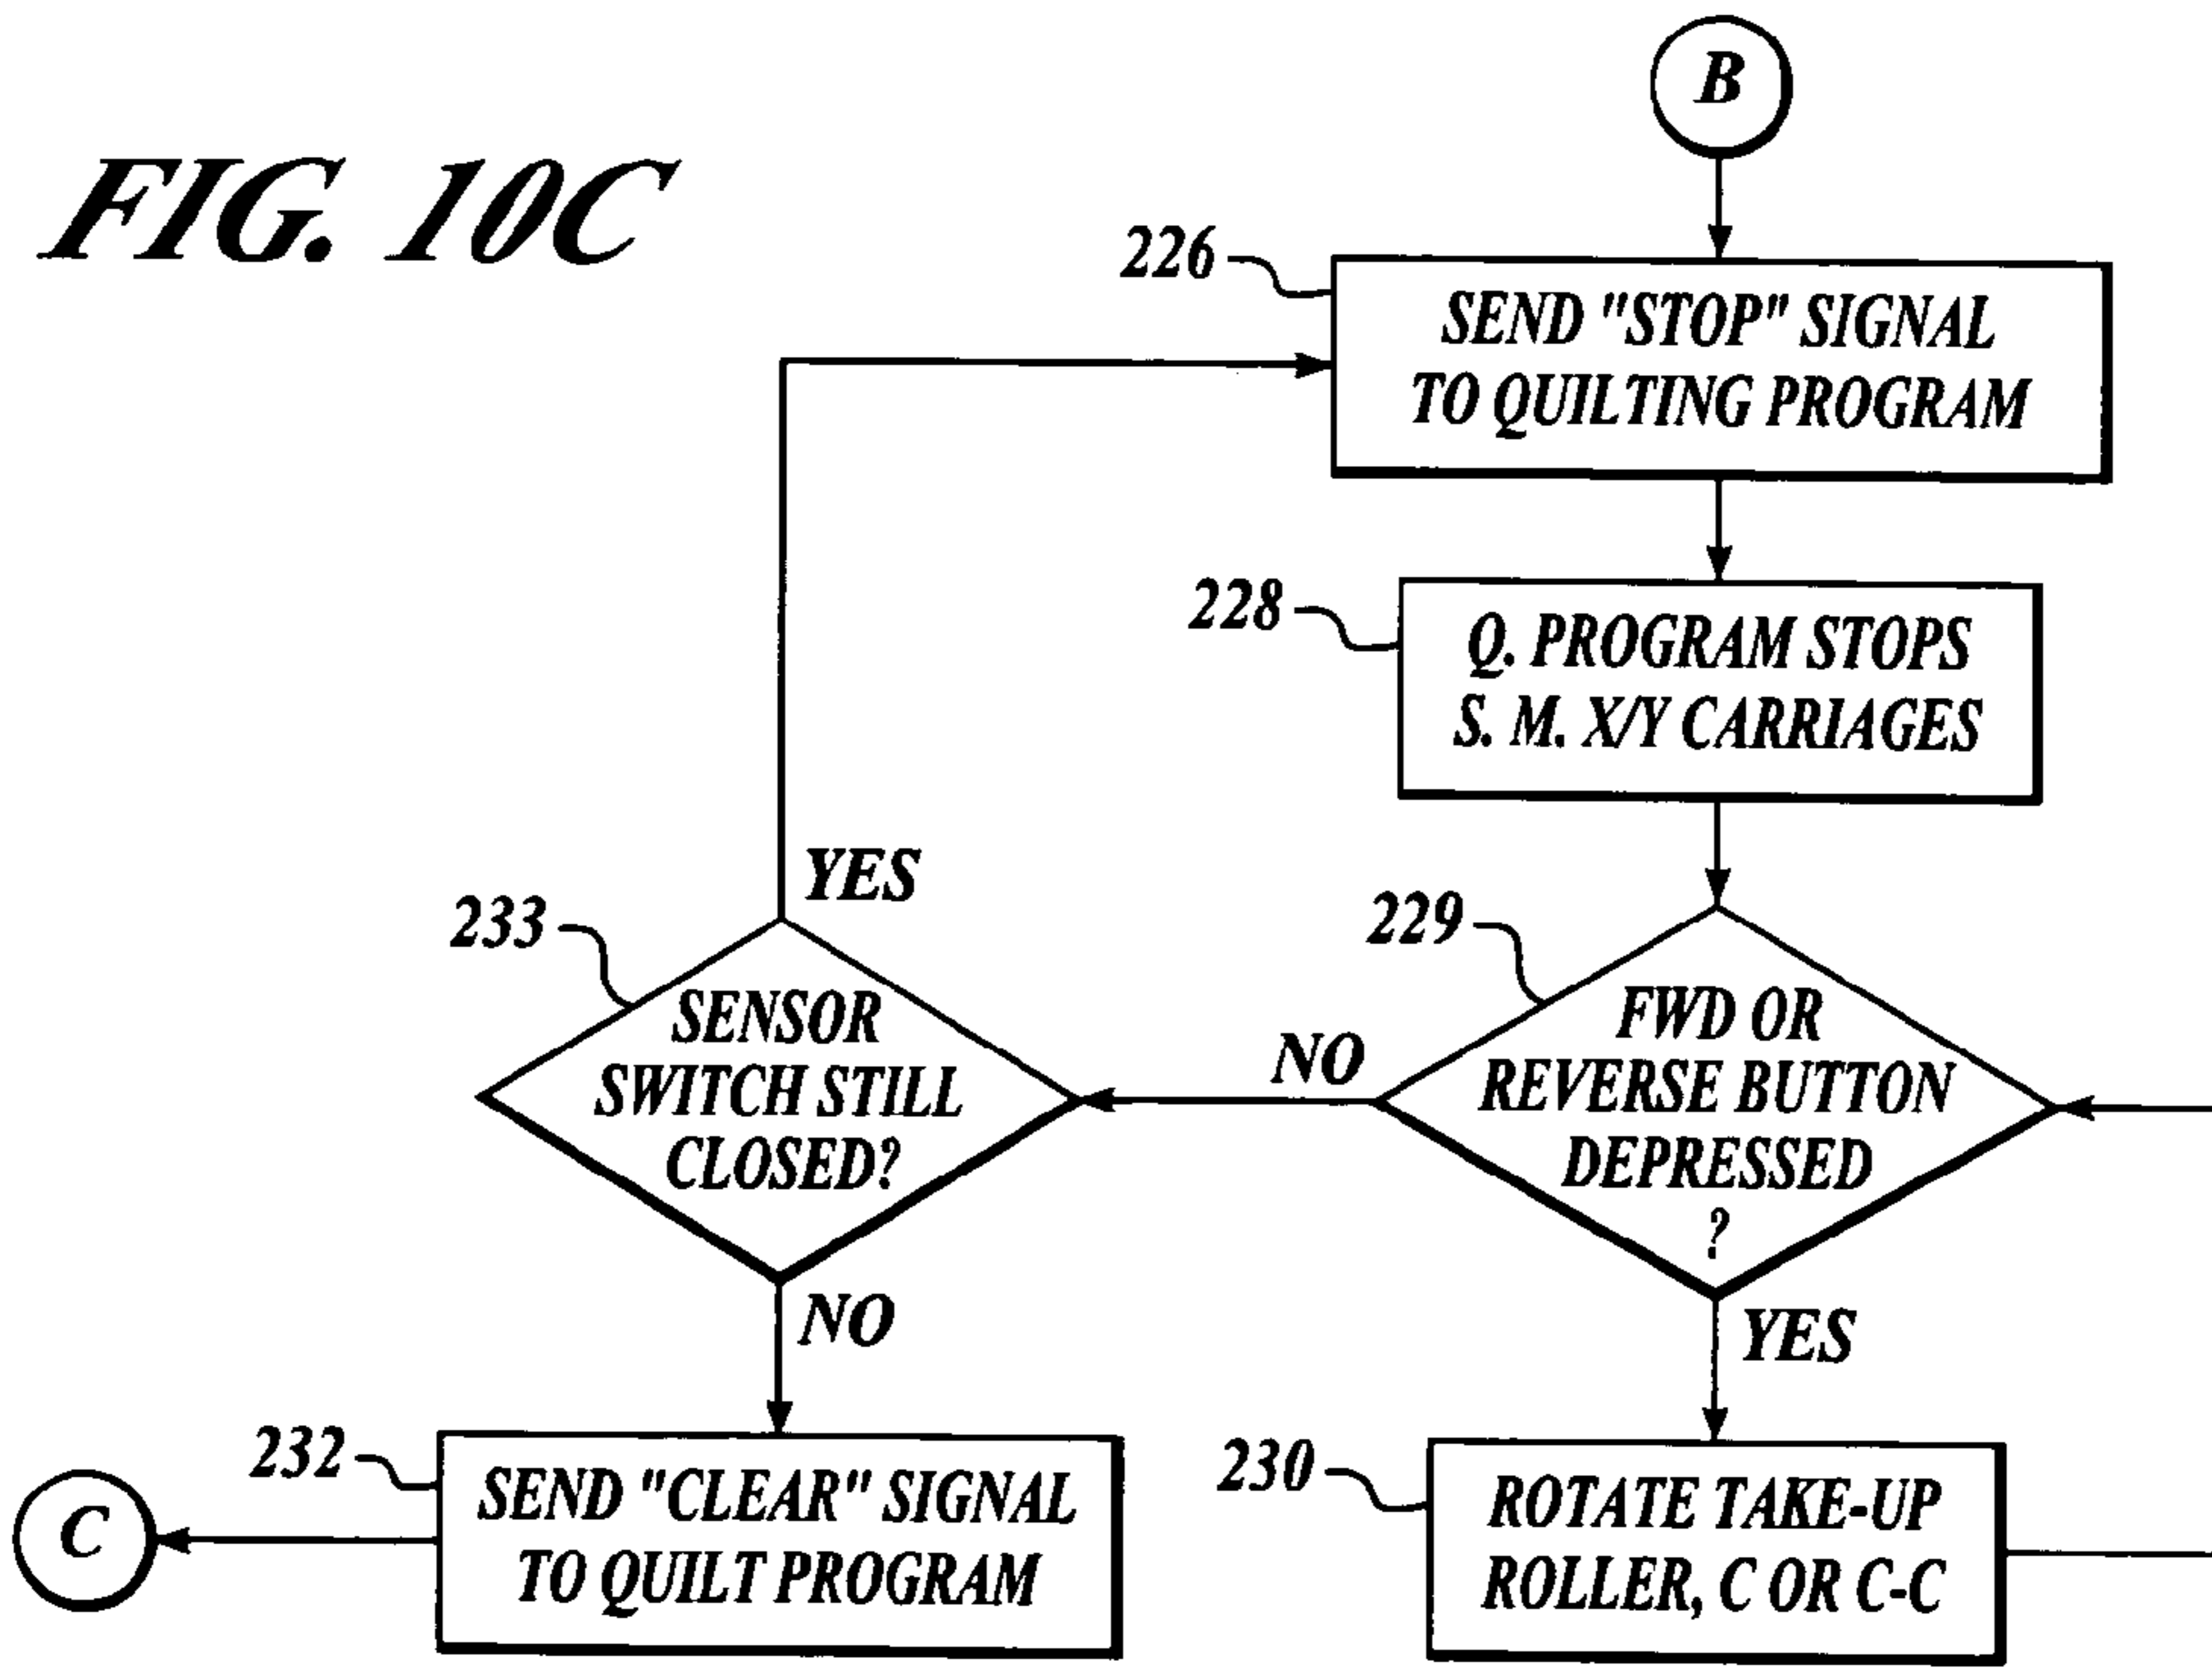 FIG. 10C
B
226
SEND "STOP" SIGNAL
TO QUILTING PROGRAM
228
Q. PROGRAM STOPS
S. M. X/Y CARRIAGES
YES
233
SENSOR
SWITCH STILL
CLOSED?
NO
229
FWD OR
REVERSE BUTTON
DEPRESSED
?
NO
YES
232
SEND "CLEAR" SIGNAL
TO QUILT PROGRAM
C
230
ROTATE TAKE-UP
ROLLER, C OR C-C